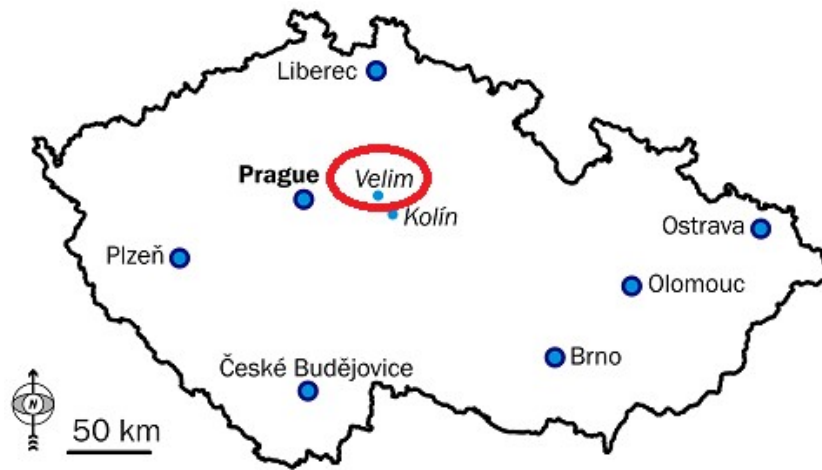 Liberec
Prague
Velim
Kolín
Ostrava
Plzeň
Olomouc
Brno
České Budějovice
N
50 km